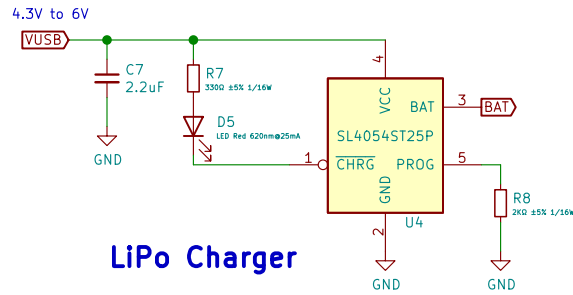 4.3V to 6V
VUSB
C7
2.2uF
GND
R7
330Ω ±5% 1/16W
D5
LED Red 620nm@25mA
4
VCC
BAT
3
BAT
SL4054ST25P
1
CHRG
PROG
5
GND
2
U4
R8
2KΩ ±5% 1/16W
GND
GND
LiPo Charger